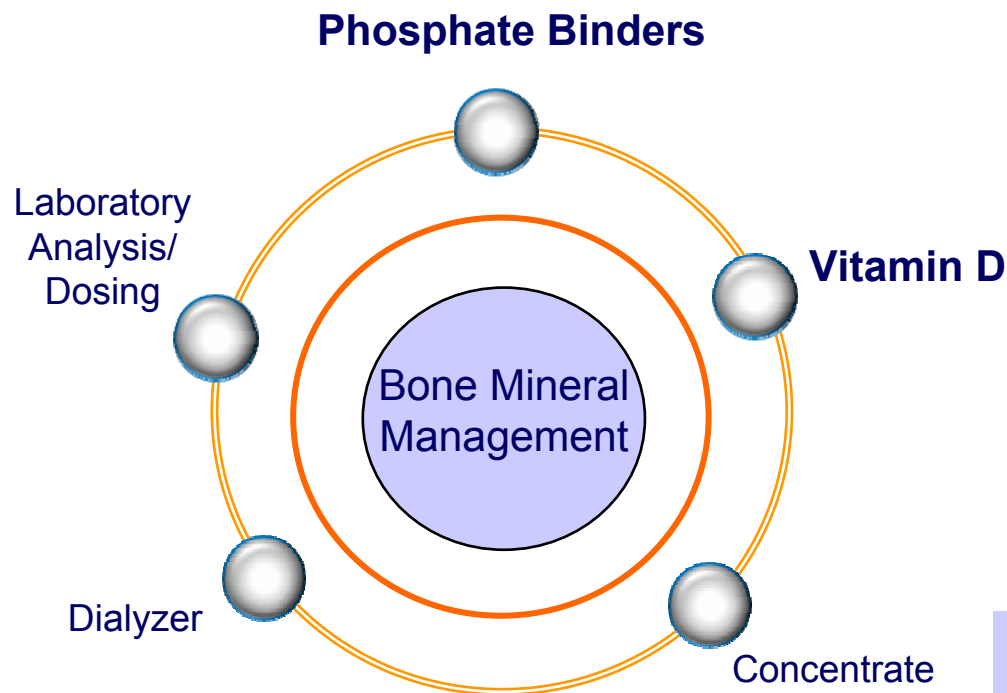 Phosphate Binders
Laboratory
Analysis/
Dosing
Vitamin D
Bone Mineral
Management
Dialyzer
Concentrate